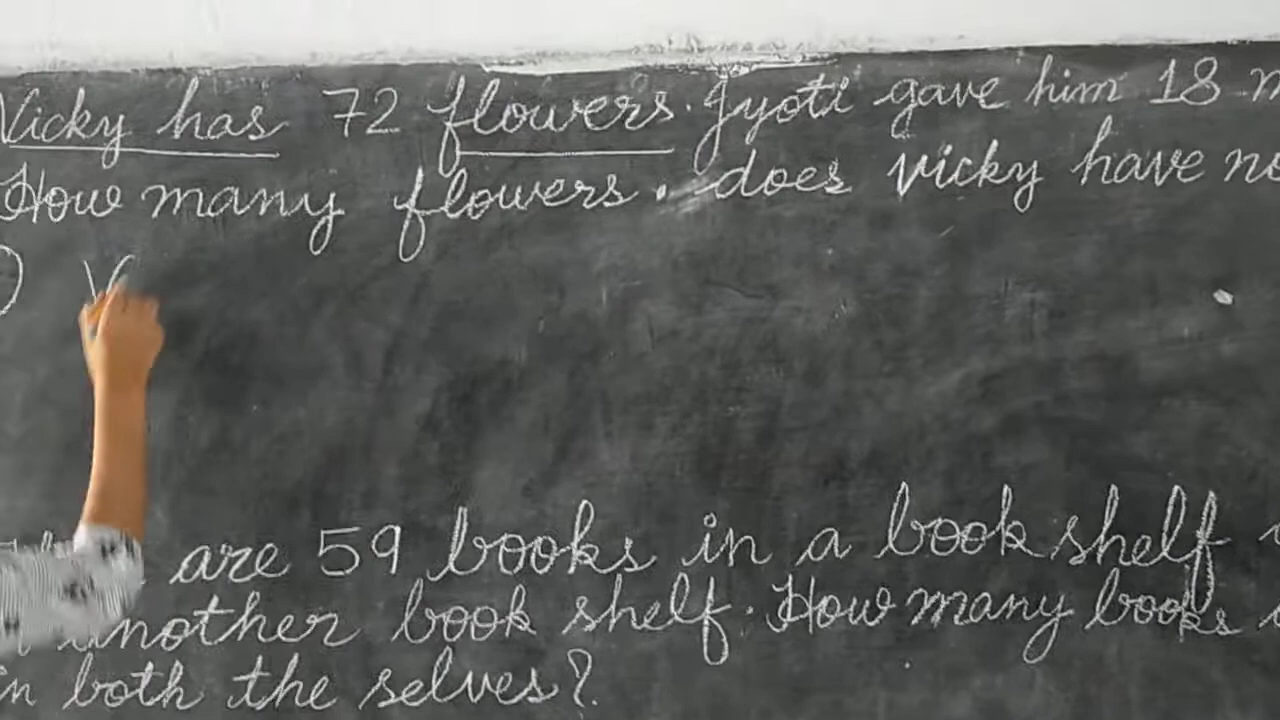 Vicky has 72 flowers. Jyoti gave him 18
How many flowers. does vicky have
are 59 books in a book shelf
another book shelf. How many books
in both the selves?